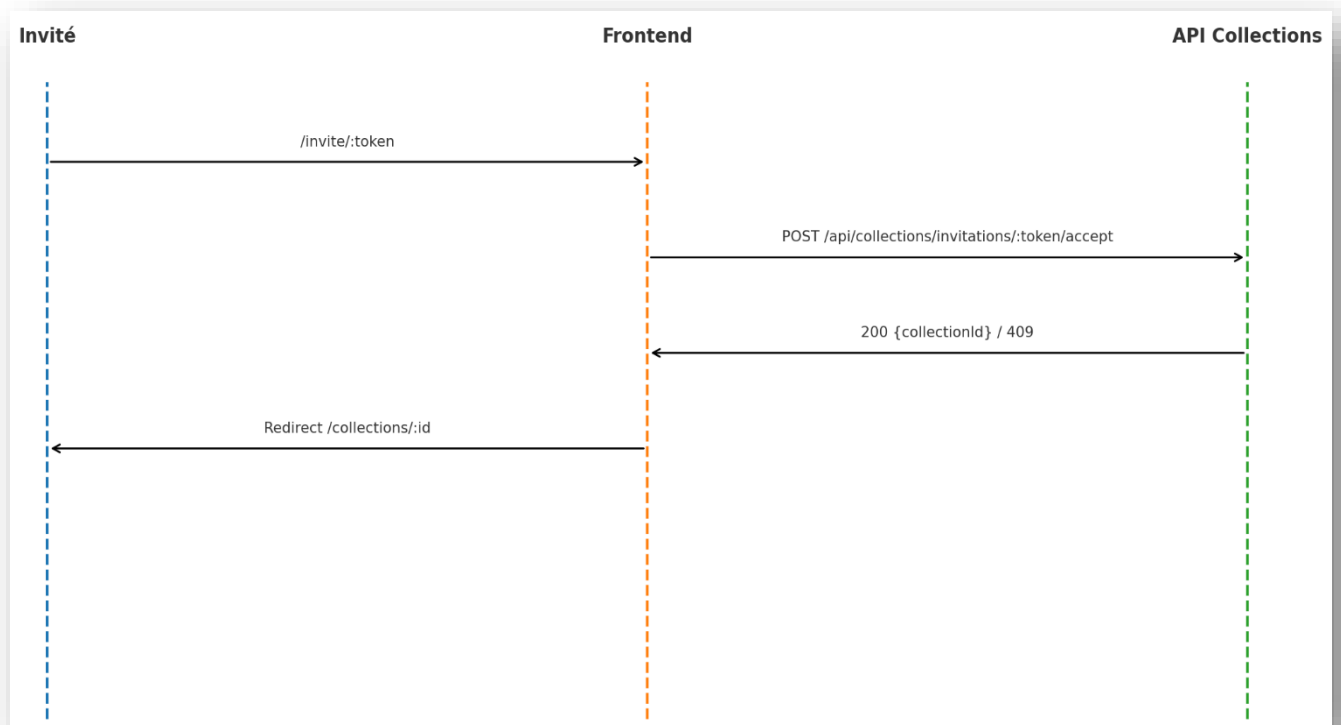 Invité
Frontend
API Collections
/invite/:token
POST /api/collections/invitations/:token/accept
200 {collectionId} / 409
Redirect /collections/:id